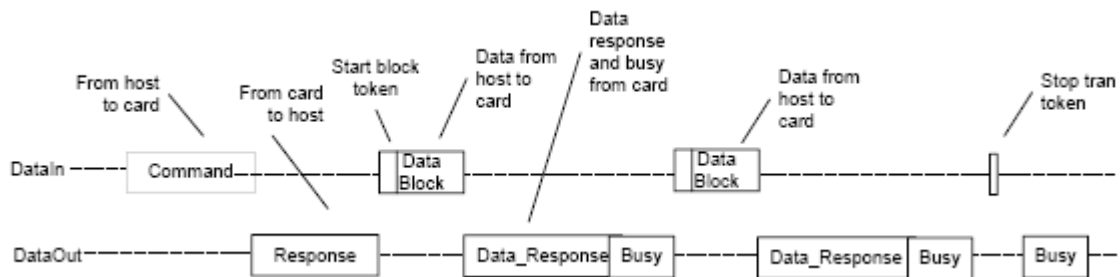 From host
to card
From card
to host
Start block
token
Data from
host to
card
Data
response
and busy
from card
Data from
host to
card
Stop tran
token
DataIn
Command
Data
Block
Data
Block
DataOut
Response
Data_Response
Busy
Data_Response
Busy
Busy